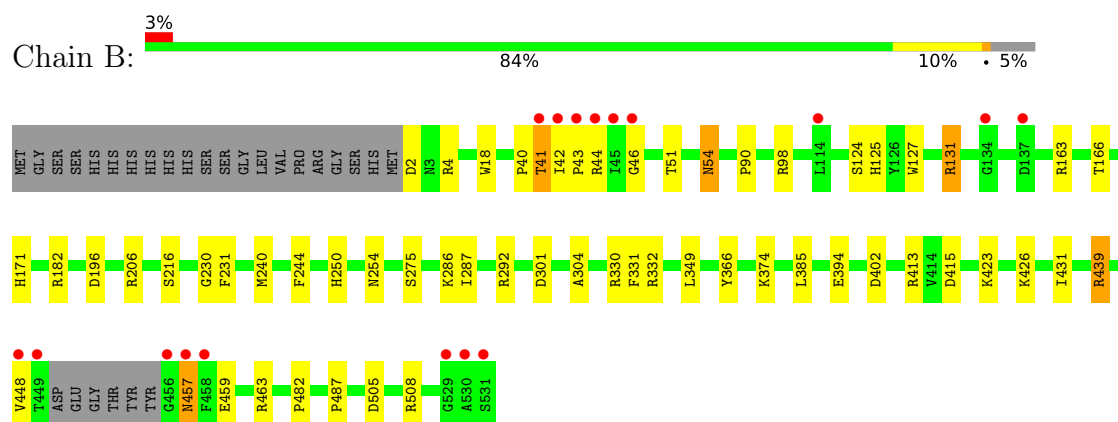 3%
Chain B:
84% 10% • 5%
MET GLY SER SER HIS HIS HIS HIS HIS HIS SER SER GLY LEU VAL PRO ARG GLY SER HIS MET D2 N3 R4 W18 P40 T41 I42 P43 R44 I45 G46 T51 N54 P90 R98 L114 S124 H125 Y126 W127 R131 G134 D137 R163 T166
H171 R182 D196 R206 S216 G230 F231 M240 F244 H250 N254 S275 K286 I287 R292 D301 A304 R330 F331 R332 L349 Y366 K374 L385 E394 D402 R413 V414 D415 K423 K426 I431 R439
V448 T449 ASP GLU GLY THR TYR TYR G456 N457 F458 E459 R463 P482 P487 D505 R508 G529 A530 S531